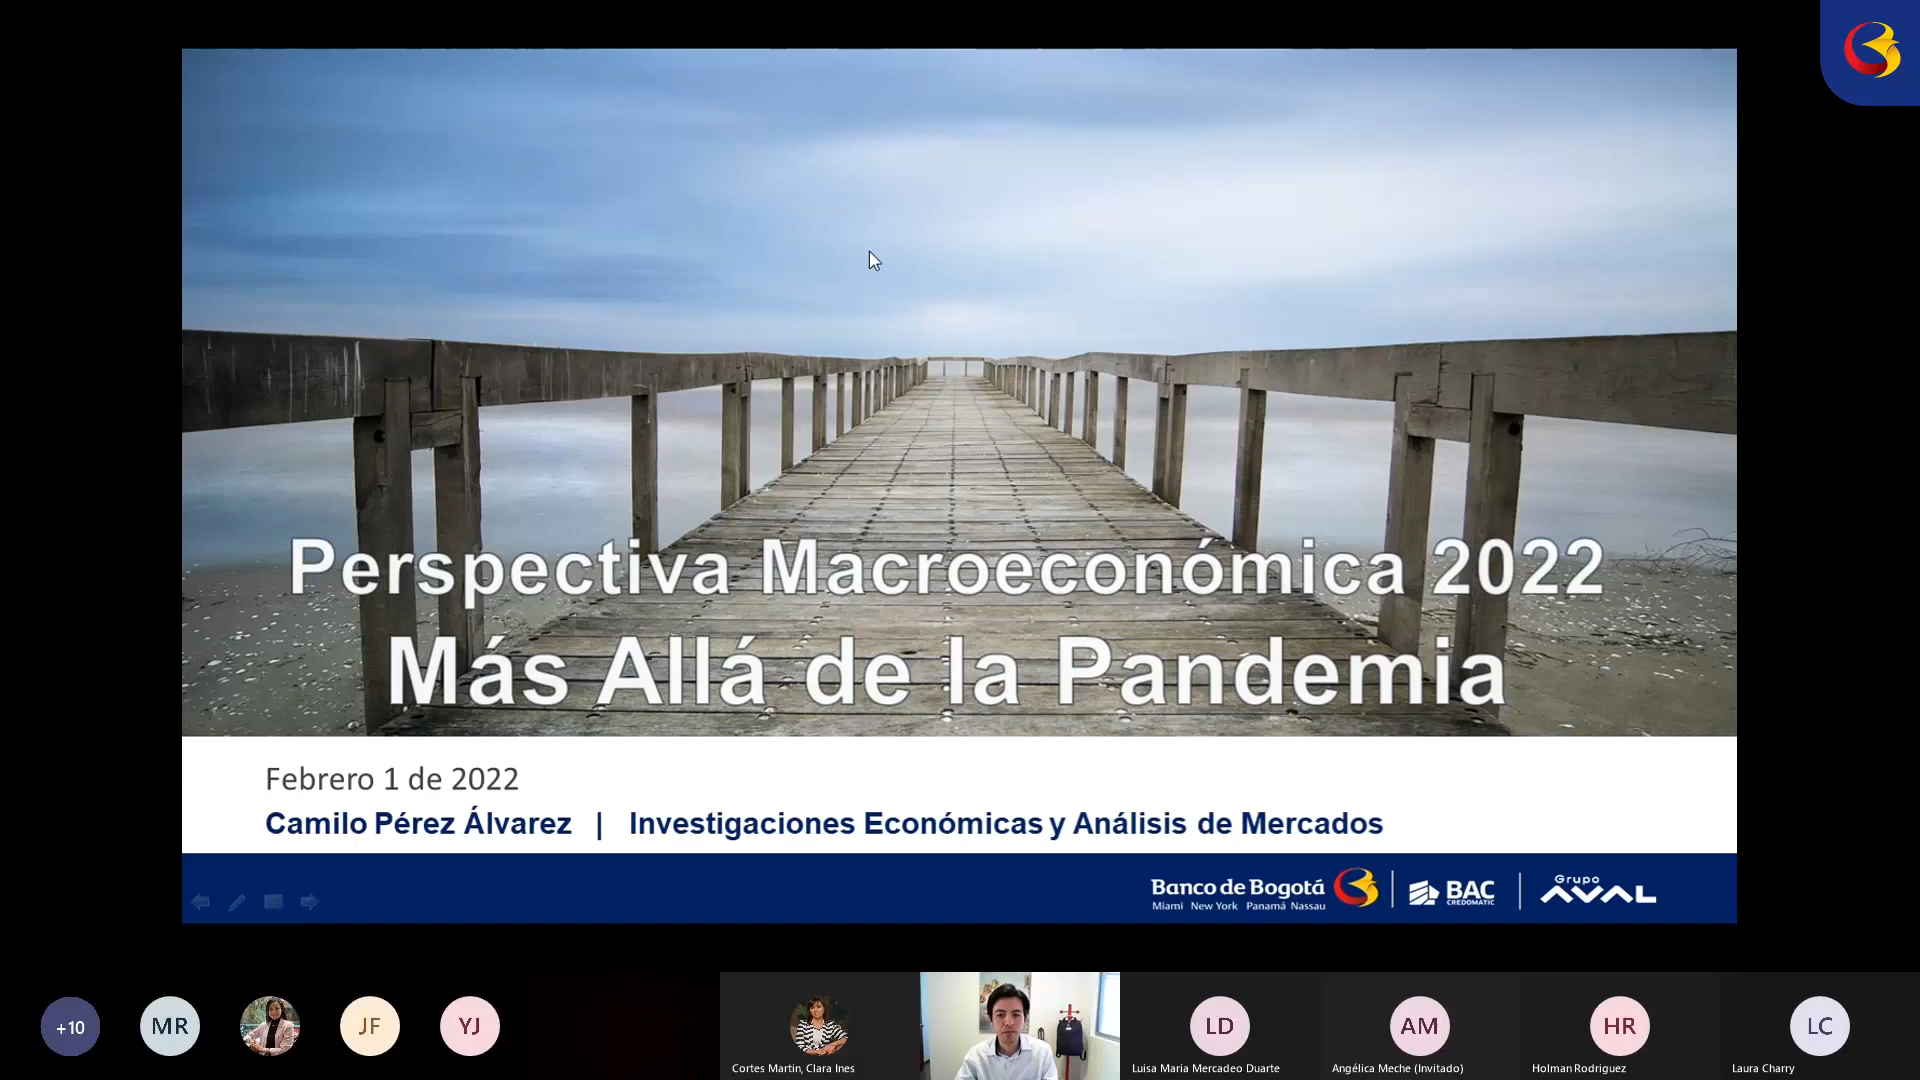 Perspectiva Macroeconómica 2022
Más Allá de la Pandemia
Febrero 1 de 2022
Camilo Pérez Álvarez | Investigaciones Económicas y Análisis de Mercados
Banco de Bogotá
Miami New York Panamá Nassau
BAC
CREDOMATIC
Grupo
AVAL
+10
MR
JF
YJ
LD
AM
HR
LC
Cortes Martin, Clara Ines
Luisa Maria Mercadeo Duarte
Angélica Meche (Invitado)
Holman Rodriguez
Laura Charry